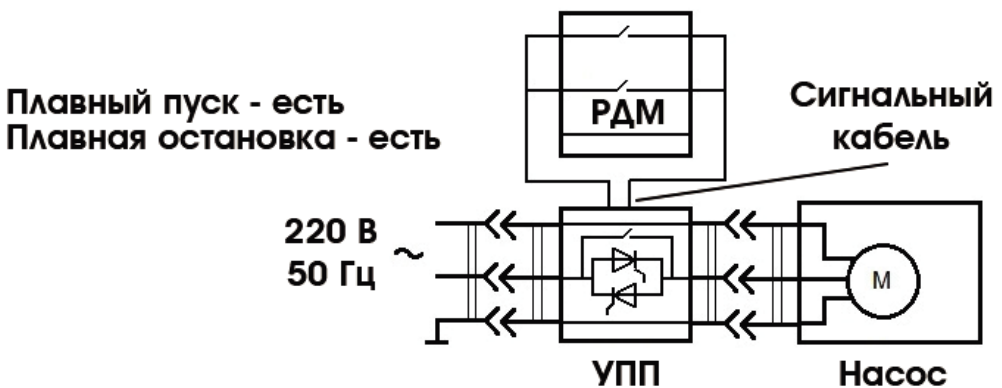 Плавный пуск - есть
Плавная остановка - есть
РДМ
Сигнальный
кабель
220 В
50 Гц
~
М
УПП
Насос